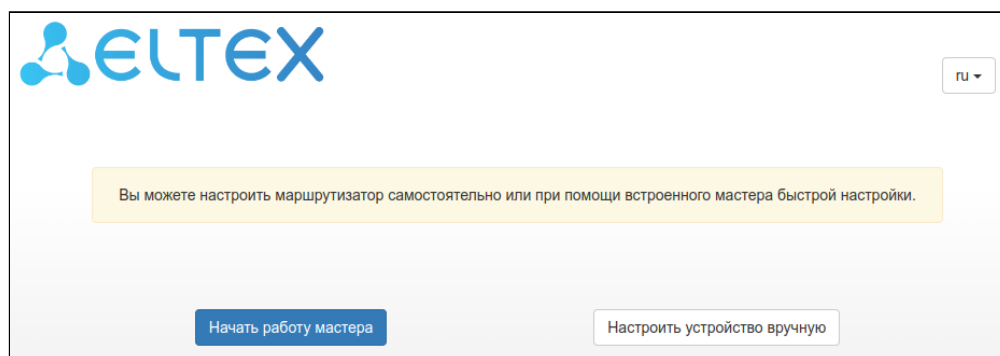 ELTEX
ru
Вы можете настроить маршрутизатор самостоятельно или при помощи встроенного мастера быстрой настройки.
Начать работу мастера
Настроить устройство вручную